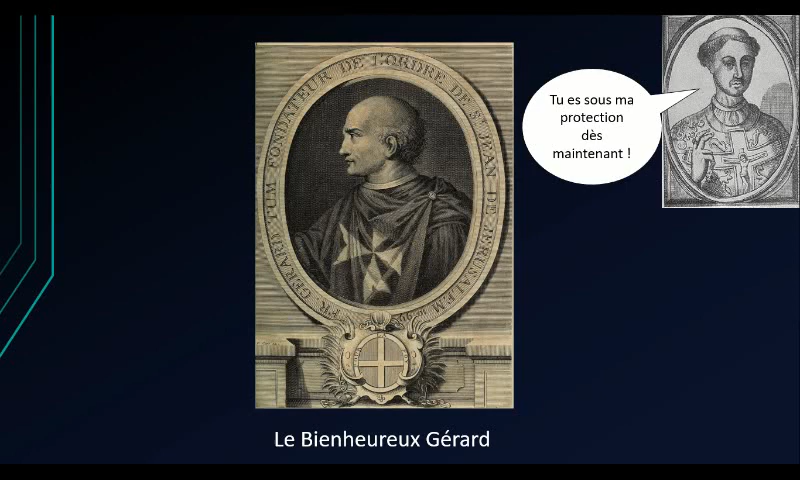 FR. GERARD TUM FONDATEUR DE L'ORDRE DE St. JEAN DE JERUSALEM
Tu es sous ma
protection
dès
maintenant !
Le Bienheureux Gérard